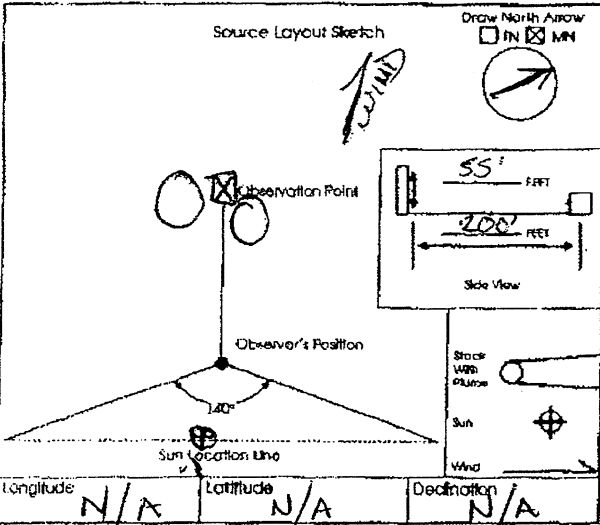 Source Layout Sketch
Draw North Arrow
TN MN
WIND
Observation Point
55' FEET
200' FEET
Side View
Observer's Position
140°
Sun Location Line
Stack
With
Plume
Sun
Wind
Longitude Latitude Declination
N/A N/A N/A